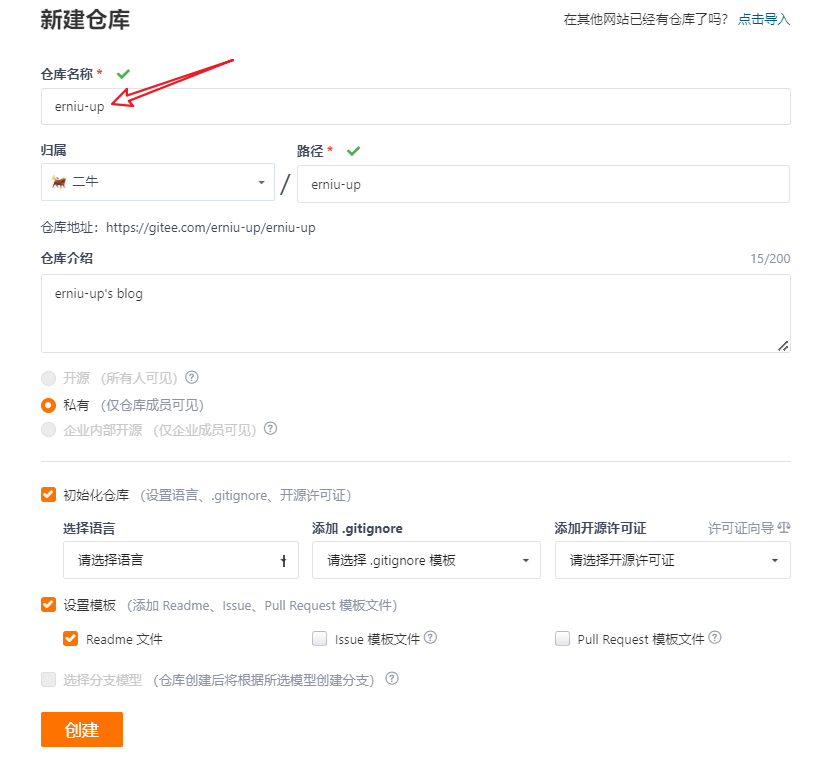 新建仓库
在其他网站已经有仓库了吗? 点击导入
仓库名称 *
erniu-up
归属 路径 *
二牛 / erniu-up
仓库地址：https://gitee.com/erniu-up/erniu-up
仓库介绍 15/200
erniu-up's blog
开源 （所有人可见）
私有 （仅仓库成员可见）
企业内部开源 （仅企业成员可见）
初始化仓库 （设置语言、.gitignore、开源许可证）
选择语言 添加 .gitignore 添加开源许可证 许可证向导
请选择语言 请选择 .gitignore 模板 请选择开源许可证
设置模板 （添加 Readme、Issue、Pull Request 模板文件）
Readme 文件 Issue 模板文件 Pull Request 模板文件
选择分支模型 （仓库创建后将根据所选模型创建分支）
创建